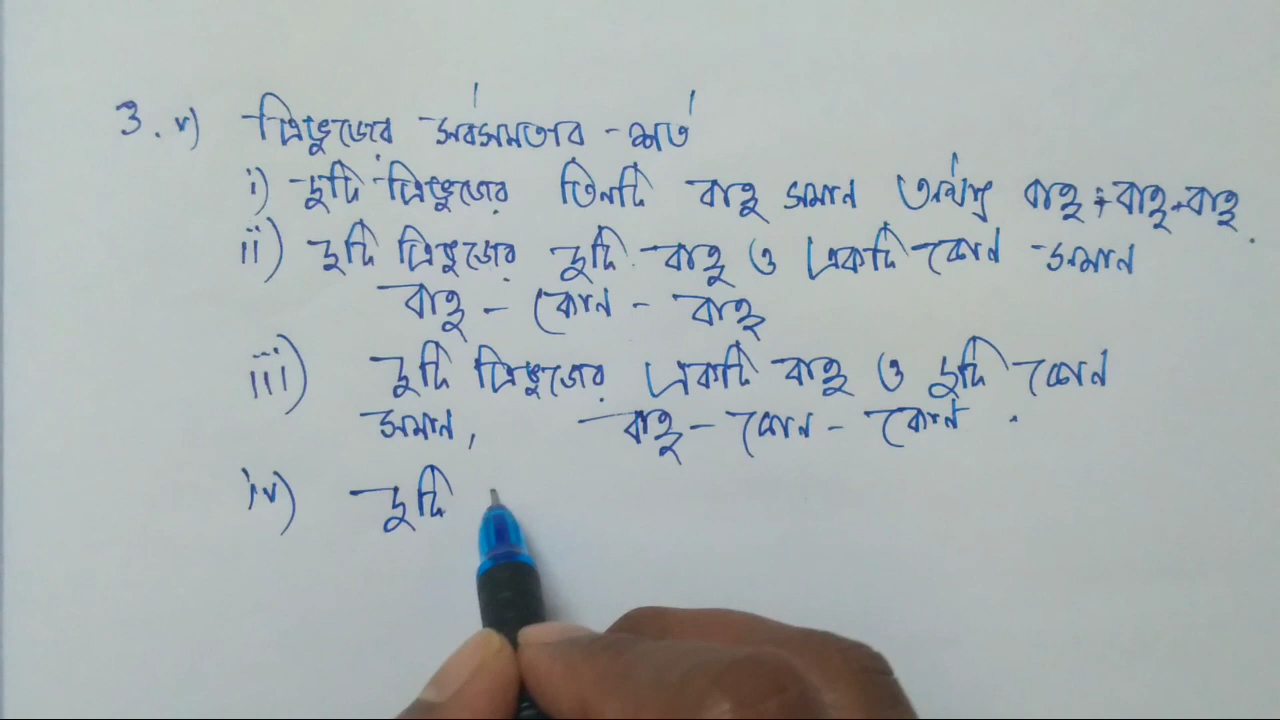 3. v) ত্রিভুজের সর্বসমতার শর্ত
i) দুটি ত্রিভুজের তিনটি বাহু সমান অর্থাৎ বাহু-বাহু-বাহু.
ii) দুটি ত্রিভুজের দুটি বাহু ও একটি কোন সমান
বাহু - কোন - বাহু
iii) দুটি ত্রিভুজের একটি বাহু ও দুটি কোন
সমান, বাহু - কোন - কোন .
iv) দুটি